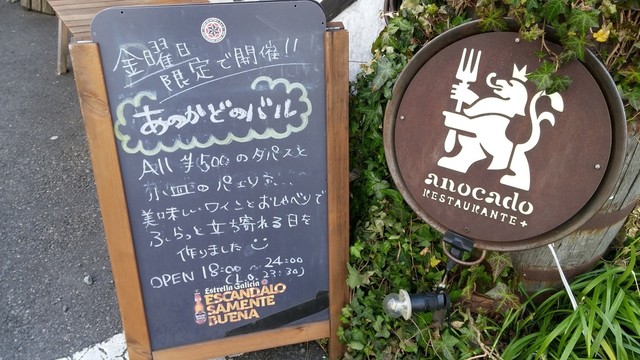 金曜日
限定で開催!!
あのかどのバル
All ¥500のタパスと
小皿のパエリア…
美味しいワインとおしゃべりで
ふらっと立ち寄れる日を
作りました
OPEN 18:00～24:00
(L.o. 23:30)
Estrella Galicia
ESCANDALO
SAMENTE
BUENA
anocado
RESTAURANTE+